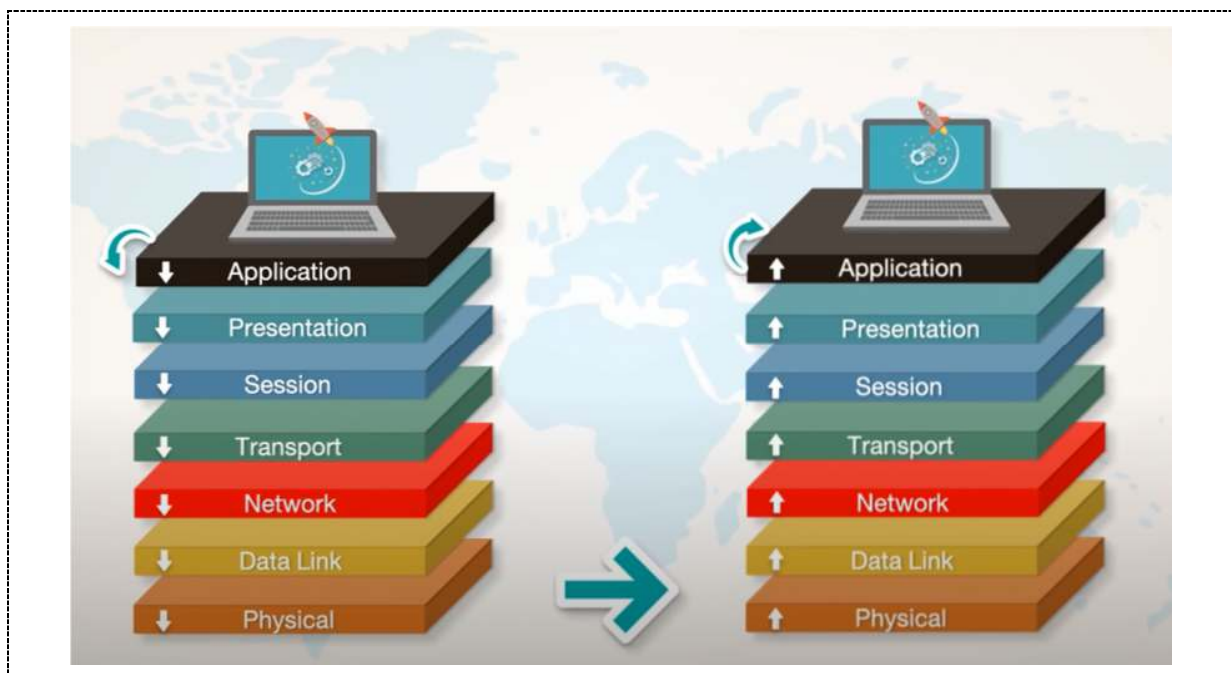 Application
Presentation
Session
Transport
Network
Data Link
Physical
Application
Presentation
Session
Transport
Network
Data Link
Physical